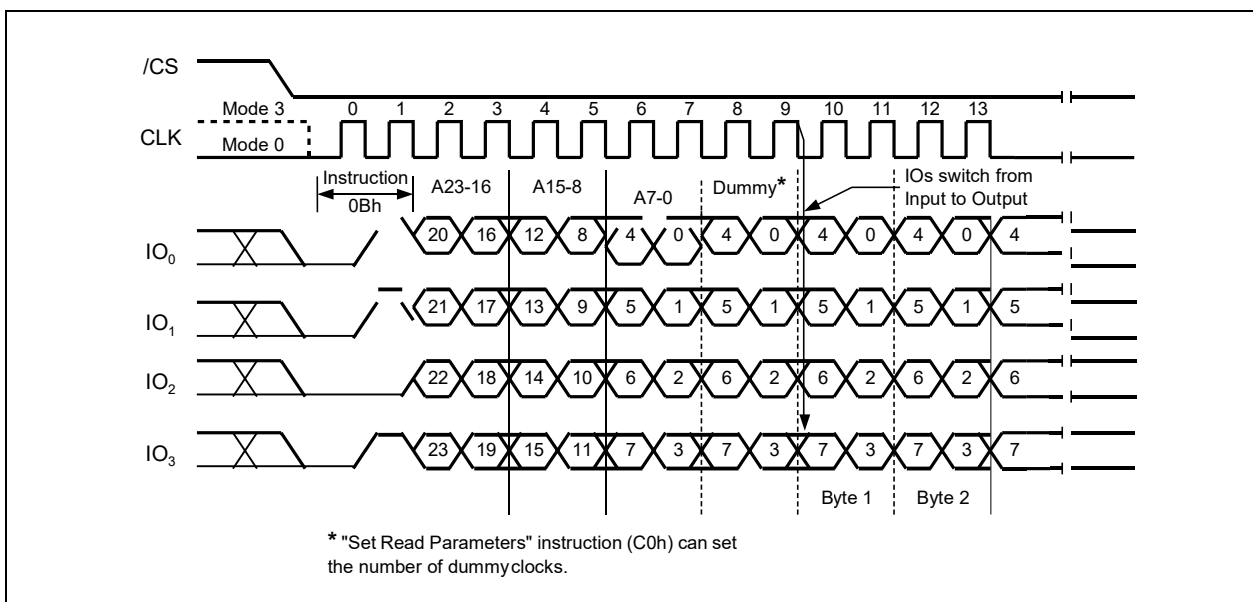 /CS
Mode 3 0 1 2 3 4 5 6 7 8 9 10 11 12 13
CLK
Mode 0
Instruction A23-16 A15-8 A7-0 Dummy* IOs switch from
0Bh Input to Output
IO0 20 16 12 8 4 0 4 0 4 0 4 0 4
IO1 21 17 13 9 5 1 5 1 5 1 5 1 5
IO2 22 18 14 10 6 2 6 2 6 2 6 2 6
IO3 23 19 15 11 7 3 7 3 7 3 7 3 7
Byte 1 Byte 2
* "Set Read Parameters" instruction (C0h) can set
the number of dummyclocks.